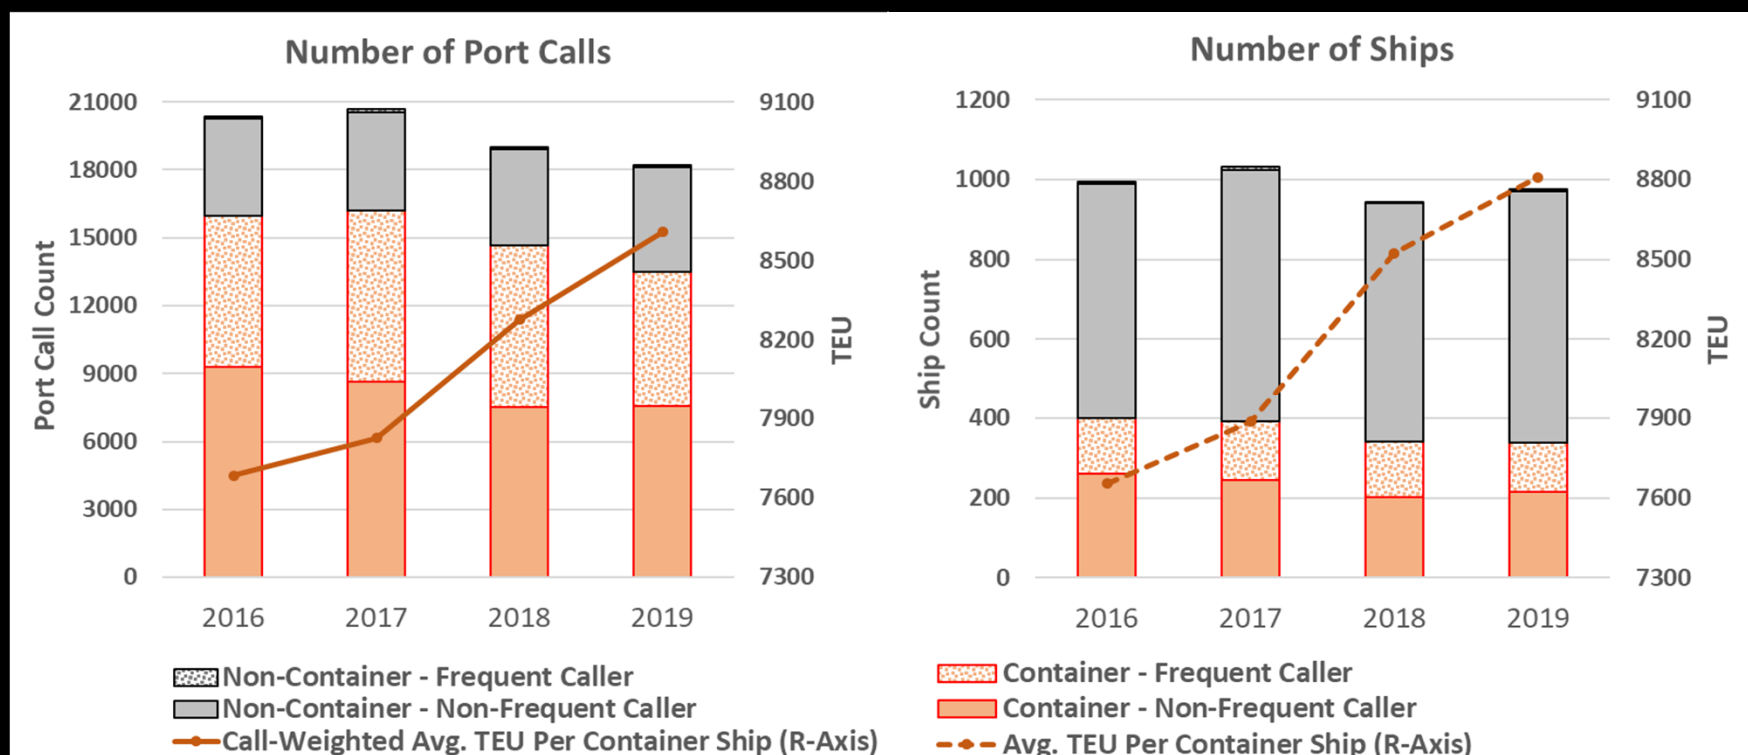 Number of Port Calls
21000
18000
15000
12000
9000
6000
3000
0
Port Call Count
9100
8800
8500
8200
7900
7600
7300
TEU
2016 2017 2018 2019
Non-Container - Frequent Caller
Non-Container - Non-Frequent Caller
Call-Weighted Avg. TEU Per Container Ship (R-Axis)
Number of Ships
1200
1000
800
600
400
200
0
Ship Count
9100
8800
8500
8200
7900
7600
7300
TEU
2016 2017 2018 2019
Container - Frequent Caller
Container - Non-Frequent Caller
Avg. TEU Per Container Ship (R-Axis)